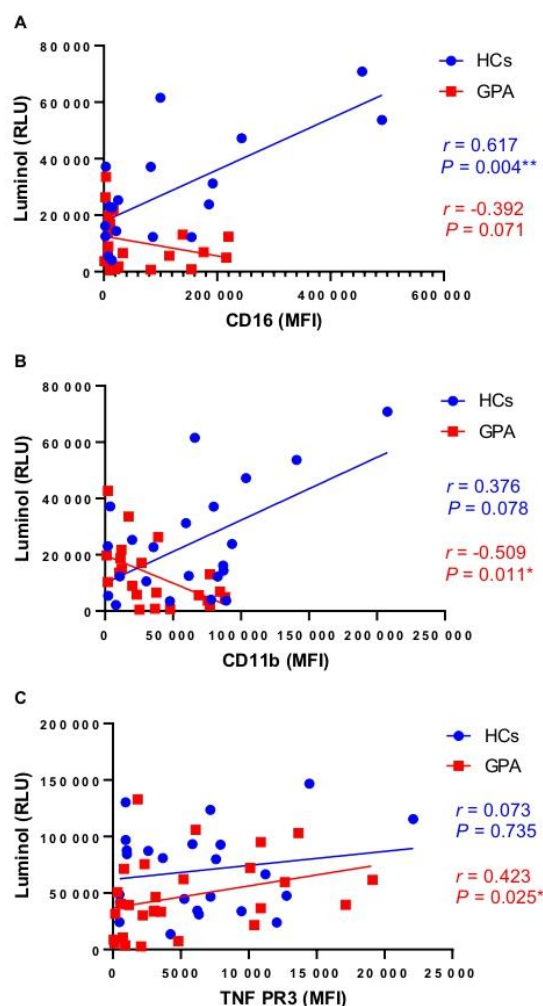 A
80 000
60 000
40 000
20 000
0
Luminol (RLU)
0 200 000 400 000 600 000
CD16 (MFI)
HCs
GPA
r = 0.617
P = 0.004**
r = -0.392
P = 0.071
B
80 000
60 000
40 000
20 000
0
Luminol (RLU)
0 50 000 100 000 150 000 200 000 250 000
CD11b (MFI)
HCs
GPA
r = 0.376
P = 0.078
r = -0.509
P = 0.011*
C
200 000
150 000
100 000
50 000
0
Luminol (RLU)
0 5 000 10 000 15 000 20 000 25 000
TNF PR3 (MFI)
HCs
GPA
r = 0.073
P = 0.735
r = 0.423
P = 0.025*